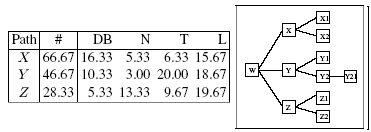 Path # DB N T L
X 66.67 16.33 5.33 6.33 15.67
Y 46.67 10.33 3.00 20.00 18.67
Z 28.33 5.33 13.33 9.67 19.67
X1
X
X2
Y1
W Y Y2 Y21
Z1
Z
Z2